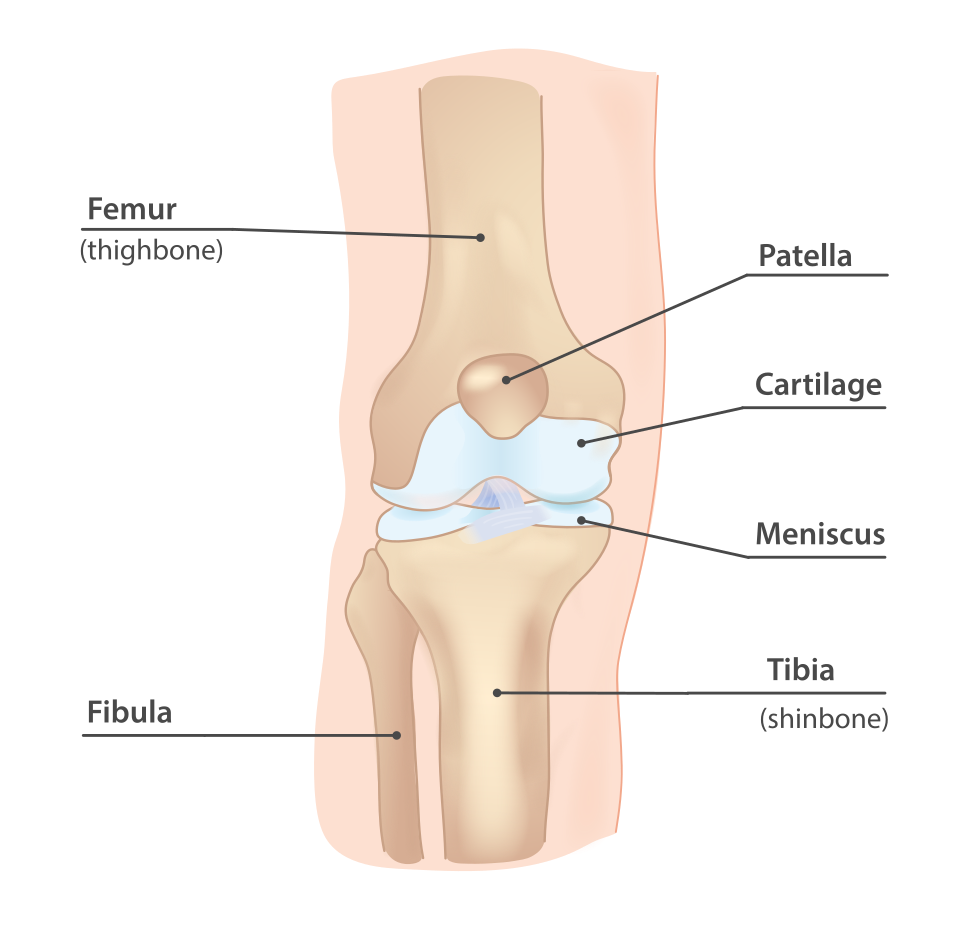 Femur
(thighbone)
Patella
Cartilage
Meniscus
Tibia
(shinbone)
Fibula